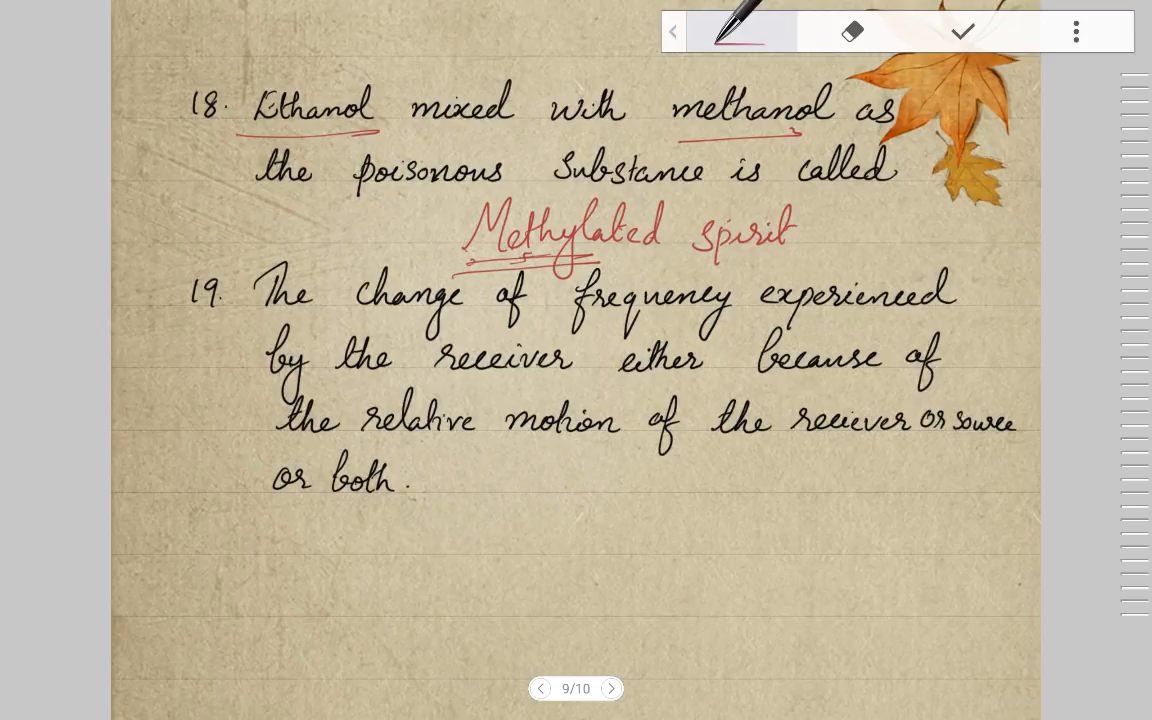 18. Ethanol mixed with methanol as
the poisonous substance is called
Methylated spirit
19. The change of frequency experienced
by the receiver either because of
the relative motion of the reciever or source
or both.
9/10